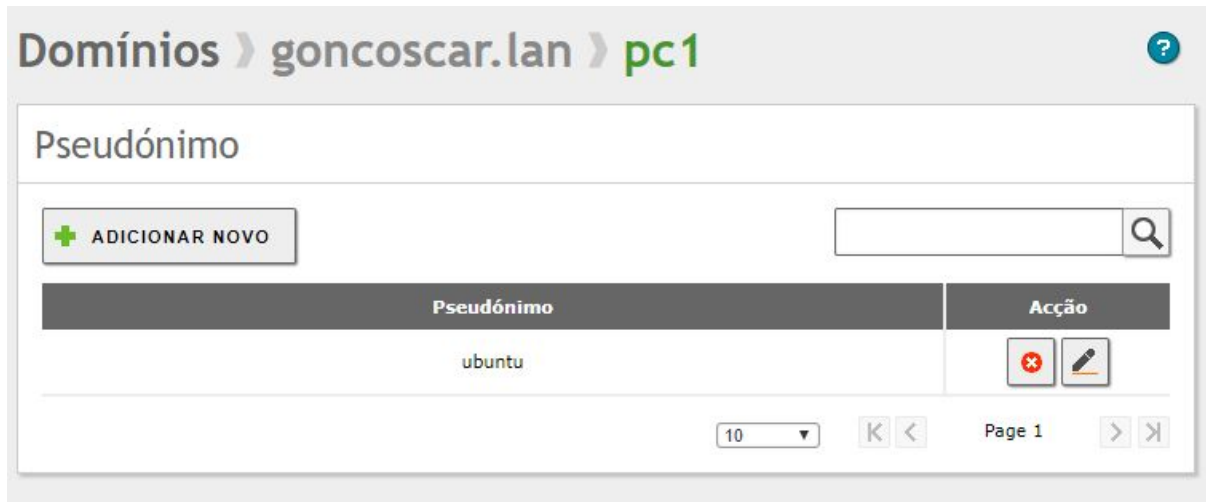 Domínios goncoscar.lan pc1
?
Pseudónimo
ADICIONAR NOVO
Pseudónimo Acção
ubuntu
10 Page 1